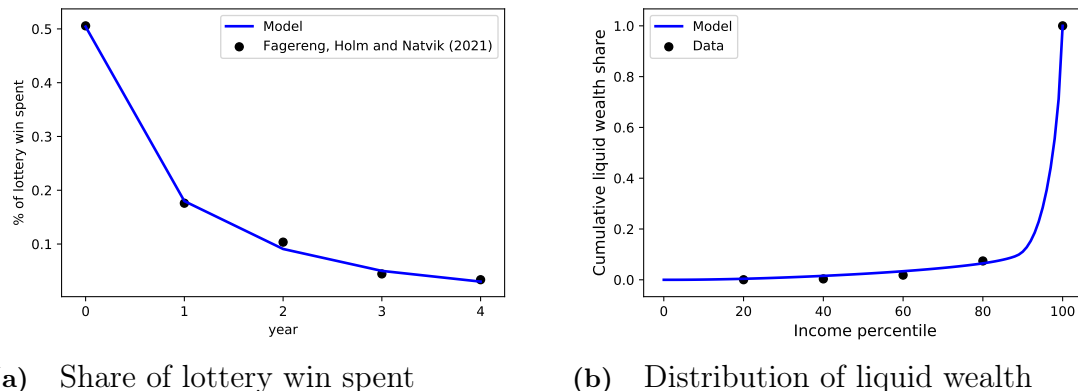 0.5
0.4
0.3
0.2
0.1
% of lottery win spent
Model
Fagereng, Holm and Natvik (2021)
0 1 2 3 4
year
a) Share of lottery win spent
1.0
0.8
0.6
0.4
0.2
0.0
Cumulative liquid wealth share
Model
Data
0 20 40 60 80 100
Income percentile
(b) Distribution of liquid wealth